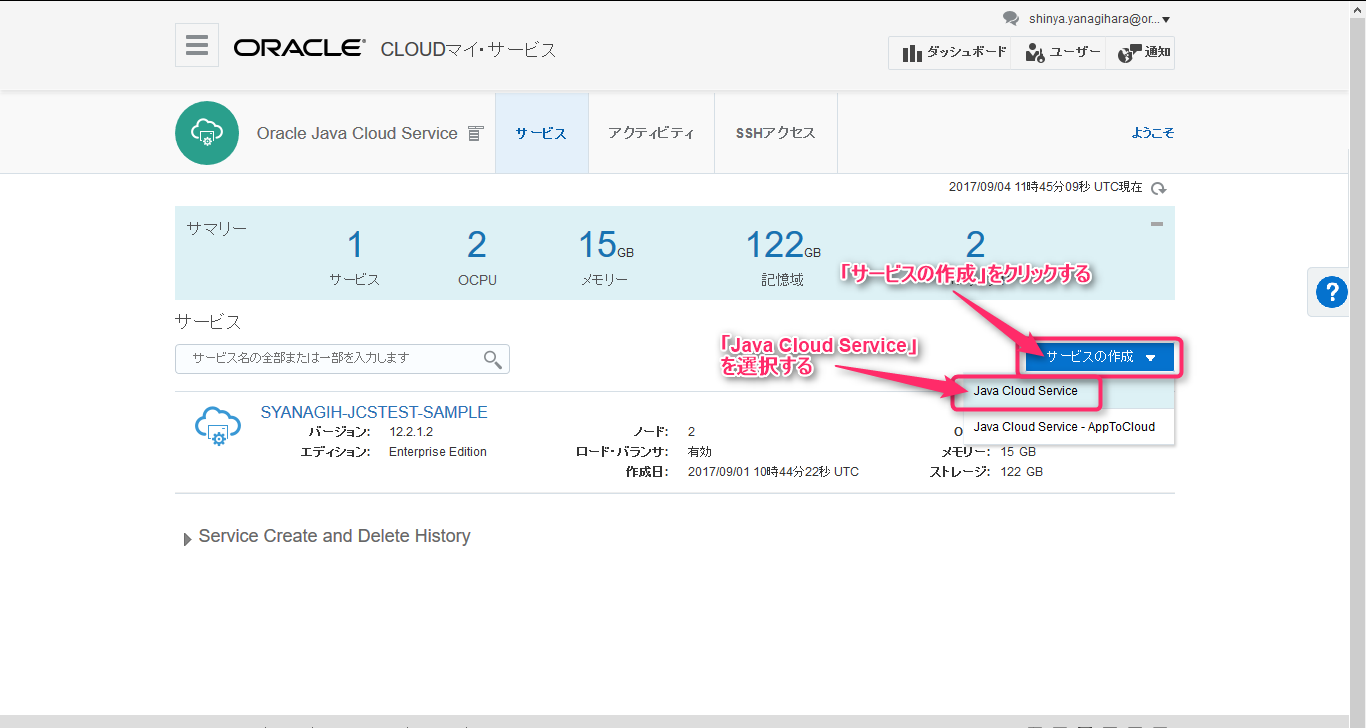 shinya.yanagihara@or...
ORACLE CLOUDマイ・サービス
ダッシュボード ユーザー 通知
Oracle Java Cloud Service サービス アクティビティ SSHアクセス ようこそ
2017/09/04 11時45分09秒 UTC現在
サマリー
1 2 15GB 122GB 2
サービス OCPU メモリー 記憶域
「サービスの作成」をクリックする
サービス
サービス名の全部または一部を入力します
「Java Cloud Service」
を選択する
サービスの作成
Java Cloud Service
Java Cloud Service - AppToCloud
SYANAGIH-JCSTEST-SAMPLE
バージョン: 12.2.1.2 ノード: 2 O
エディション: Enterprise Edition ロード・バランサ: 有効 メモリー: 15 GB
作成日: 2017/09/01 10時44分22秒 UTC ストレージ: 122 GB
Service Create and Delete History